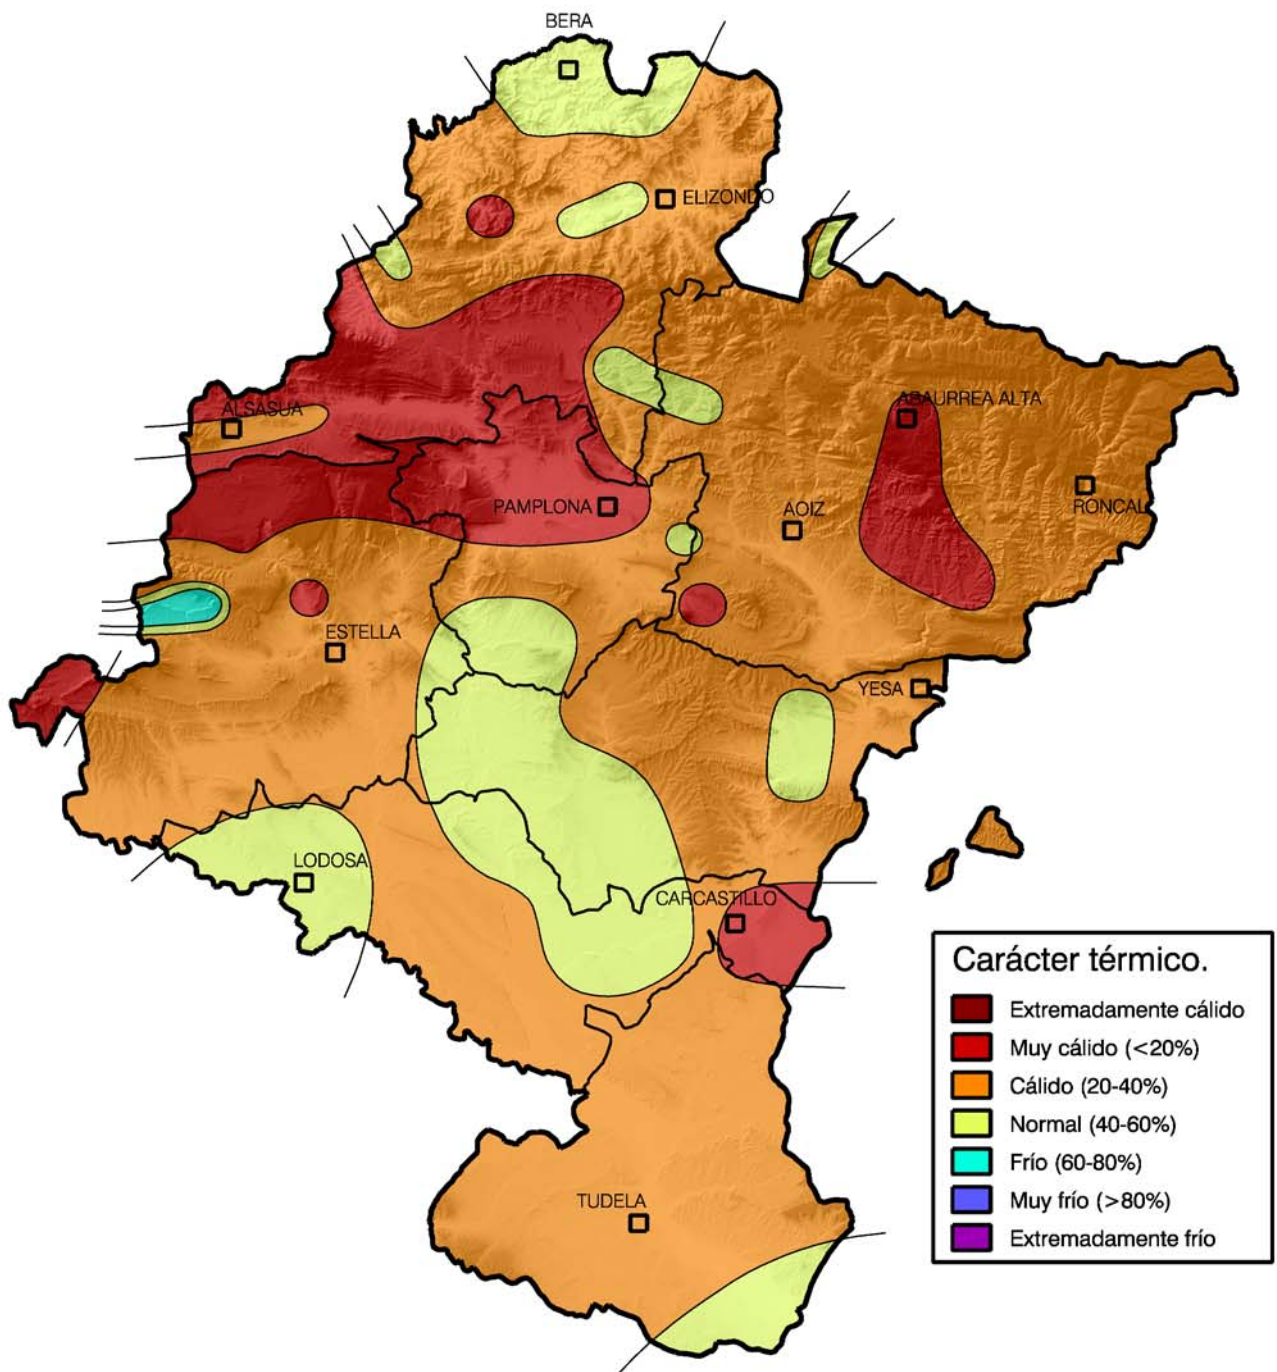 BERA
ELIZONDO
ALSASUA
ABAURREA ALTA
PAMPLONA
AOIZ
RONCAL
ESTELLA
YESA
LODOSA
CARCASTILLO
TUDELA
Carácter térmico.
Extremadamente cálido
Muy cálido (<20%)
Cálido (20-40%)
Normal (40-60%)
Frío (60-80%)
Muy frío (>80%)
Extremadamente frío